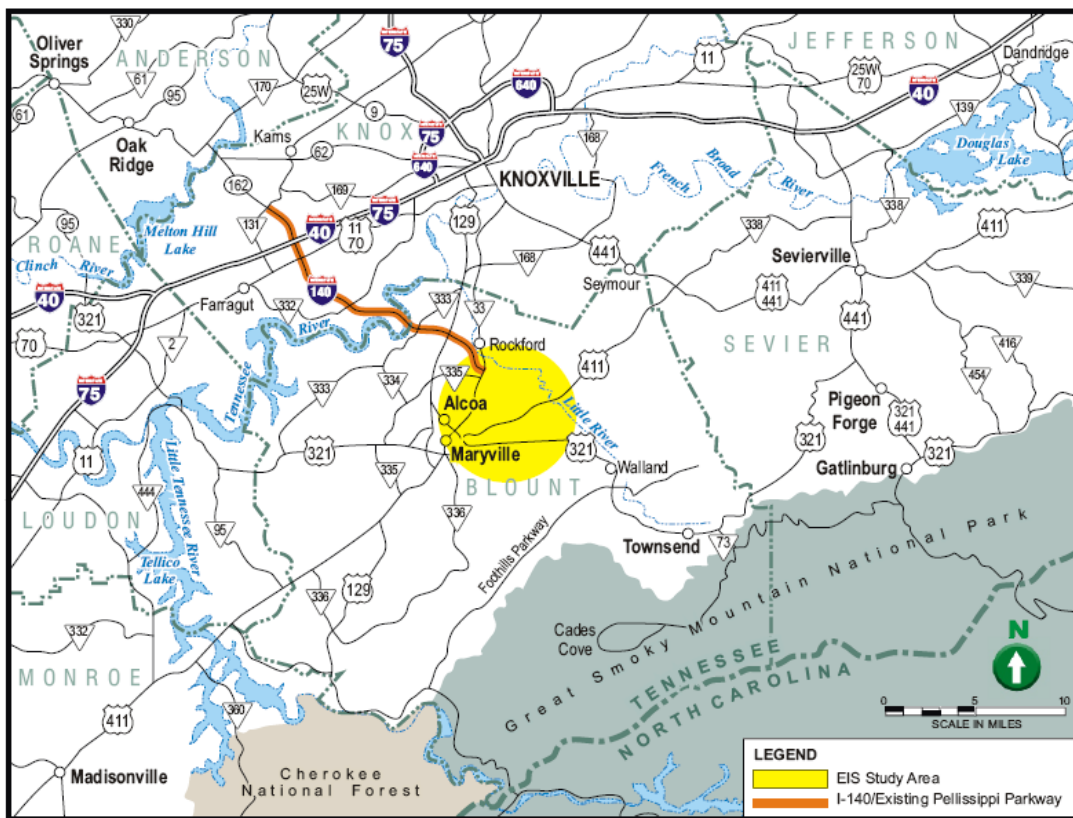 330
75
11
JEFFERSON
Oliver
Springs
ANDERSON
Dandridge
61
170
25W
25W
70
640
40
95
9
139
61
KNOX
75
168
Douglas
Lake
Oak
Ridge
Karns
62
640
KNOXVILLE
French
Broad
River
162
169
75
129
338
131
40
11
70
338
411
95
Melton Hill
Lake
ROANE
441
168
Sevierville
Clinch
River
140
Seymour
411
441
339
40
321
Farragut
332
333
33
441
River
Rockford
SEVIER
416
70
2
335
411
454
75
Tennessee
333
334
Alcoa
Little River
Pigeon
Forge
321
441
Maryville
321
11
321
321
Walland
Gatlinburg
321
335
BLOUNT
444
Little Tennessee River
LOUDON
95
336
Townsend
73
Tellico
Lake
Foothills Parkway
129
336
Great Smoky Mountain National Park
332
Cades
Cove
TENNESSEE
NORTH CAROLINA
N
MONROE
360
411
0
5
10
SCALE IN MILES
Madisonville
Cherokee
National Forest
LEGEND
EIS Study Area
I-140/Existing Pellissippi Parkway